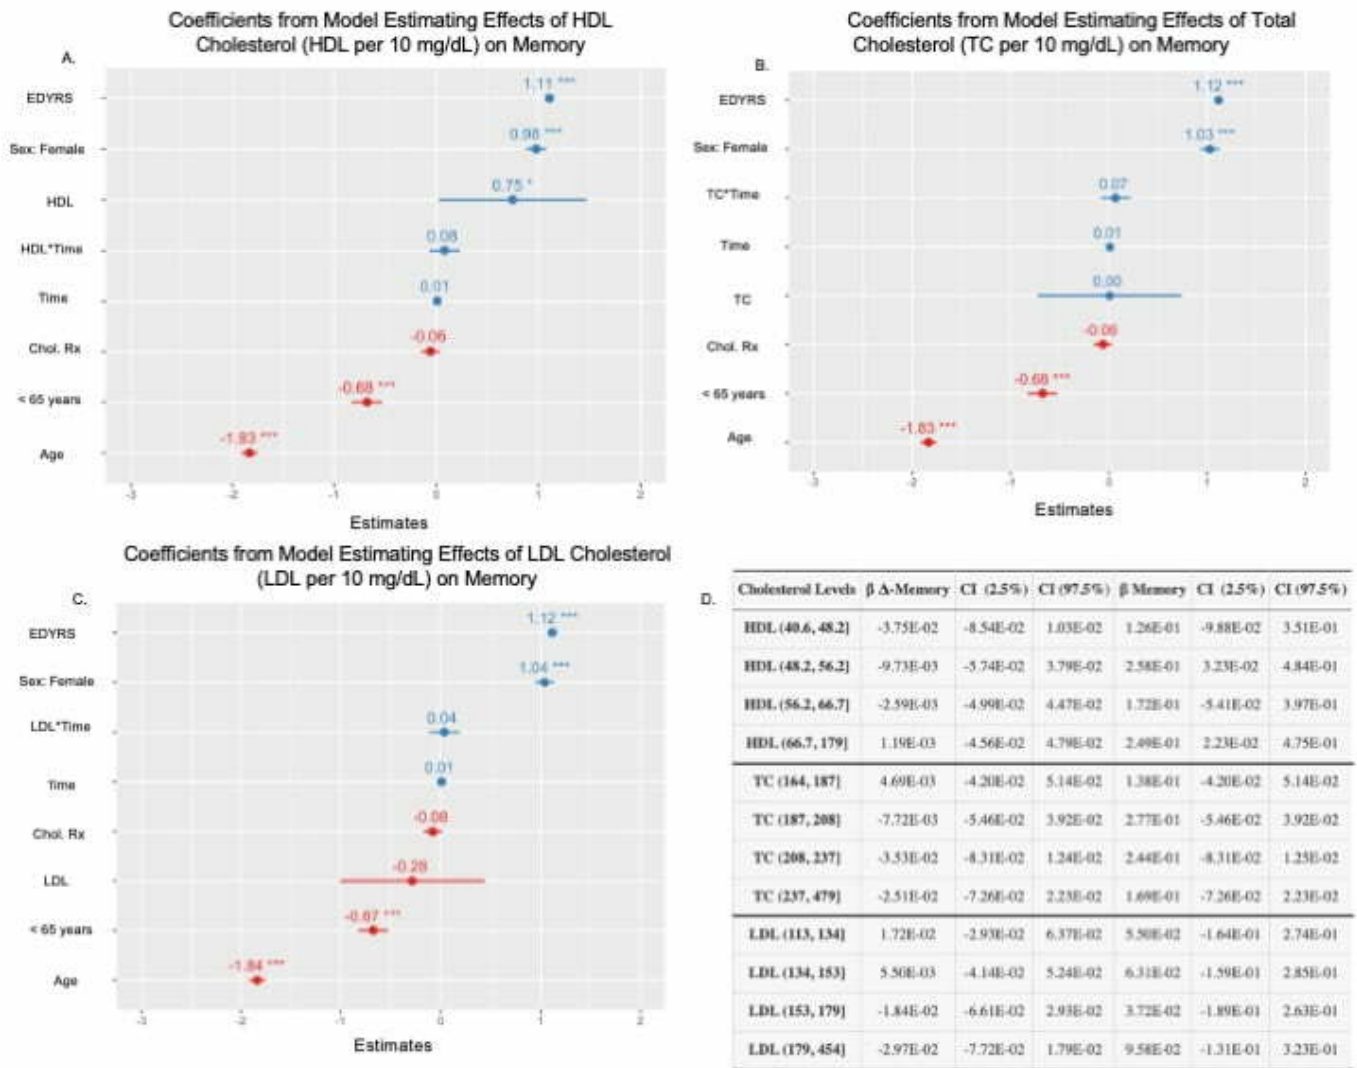 Coefficients from Model Estimating Effects of HDL
Cholesterol (HDL per 10 mg/dL) on Memory
A.
EDYRS 1.11 ***
Sex: Female 0.98 ***
HDL 0.75 *
HDL*Time 0.08
Time 0.01
Chol. Rx -0.06
< 65 years -0.68 ***
Age -1.83 ***
-3 -2 -1 0 1 2
Estimates
Coefficients from Model Estimating Effects of Total
Cholesterol (TC per 10 mg/dL) on Memory
B.
EDYRS 1.12 ***
Sex: Female 1.03 ***
TC*Time 0.07
Time 0.01
TC 0.00
Chol. Rx -0.06
< 65 years -0.68 ***
Age -1.83 ***
-3 -2 -1 0 1 2
Estimates
Coefficients from Model Estimating Effects of LDL Cholesterol
(LDL per 10 mg/dL) on Memory
C.
EDYRS 1.12 ***
Sex: Female 1.04 ***
LDL*Time 0.04
Time 0.01
Chol. Rx -0.08
LDL -0.28
< 65 years -0.67 ***
Age -1.84 ***
-3 -2 -1 0 1 2
Estimates
D.
Cholesterol Levels β Δ-Memory CI (2.5%) CI (97.5%) β Memory CI (2.5%) CI (97.5%)
HDL (40.6, 48.2] -3.75E-02 -8.54E-02 1.03E-02 1.26E-01 -9.88E-02 3.51E-01
HDL (48.2, 56.2] -9.73E-03 -5.74E-02 3.79E-02 2.58E-01 3.23E-02 4.84E-01
HDL (56.2, 66.7] -2.59E-03 -4.99E-02 4.47E-02 1.72E-01 -5.41E-02 3.97E-01
HDL (66.7, 179] 1.19E-03 -4.56E-02 4.79E-02 2.49E-01 2.23E-02 4.75E-01
TC (164, 187] 4.69E-03 -4.20E-02 5.14E-02 1.38E-01 -4.20E-02 5.14E-02
TC (187, 208] -7.72E-03 -5.46E-02 3.92E-02 2.77E-01 -5.46E-02 3.92E-02
TC (208, 237] -3.53E-02 -8.31E-02 1.24E-02 2.44E-01 -8.31E-02 1.25E-02
TC (237, 479] -2.51E-02 -7.26E-02 2.23E-02 1.69E-01 -7.26E-02 2.23E-02
LDL (113, 134] 1.72E-02 -2.93E-02 6.37E-02 5.50E-02 -1.64E-01 2.74E-01
LDL (134, 153] 5.50E-03 -4.14E-02 5.24E-02 6.31E-02 -1.59E-01 2.85E-01
LDL (153, 179] -1.84E-02 -6.61E-02 2.93E-02 3.72E-02 -1.89E-01 2.63E-01
LDL (179, 454] -2.97E-02 -7.72E-02 1.79E-02 9.58E-02 -1.31E-01 3.23E-01